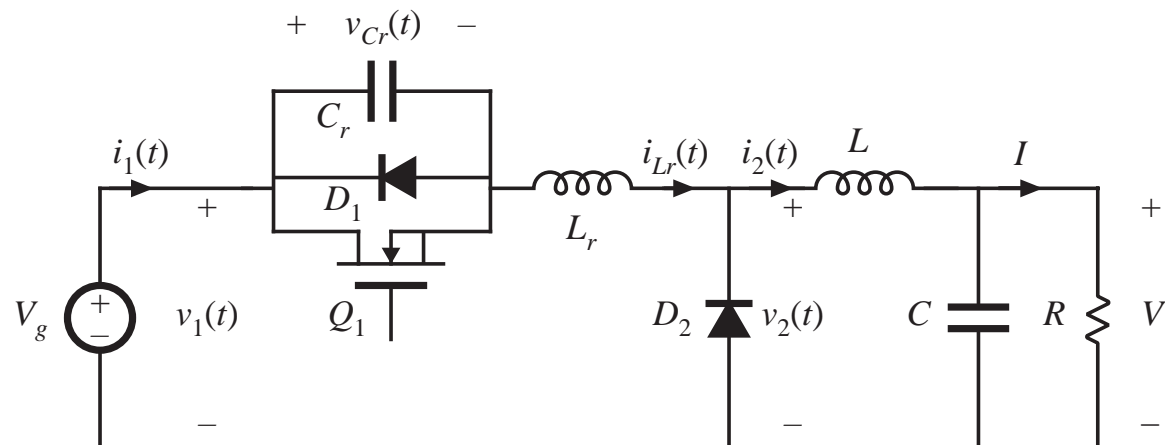 + v_Cr(t) –
C_r
i_1(t) i_Lr(t) i_2(t) L I
D_1
+ L_r + +
V_g + – v_1(t) Q_1 D_2 v_2(t) C R V
– – –